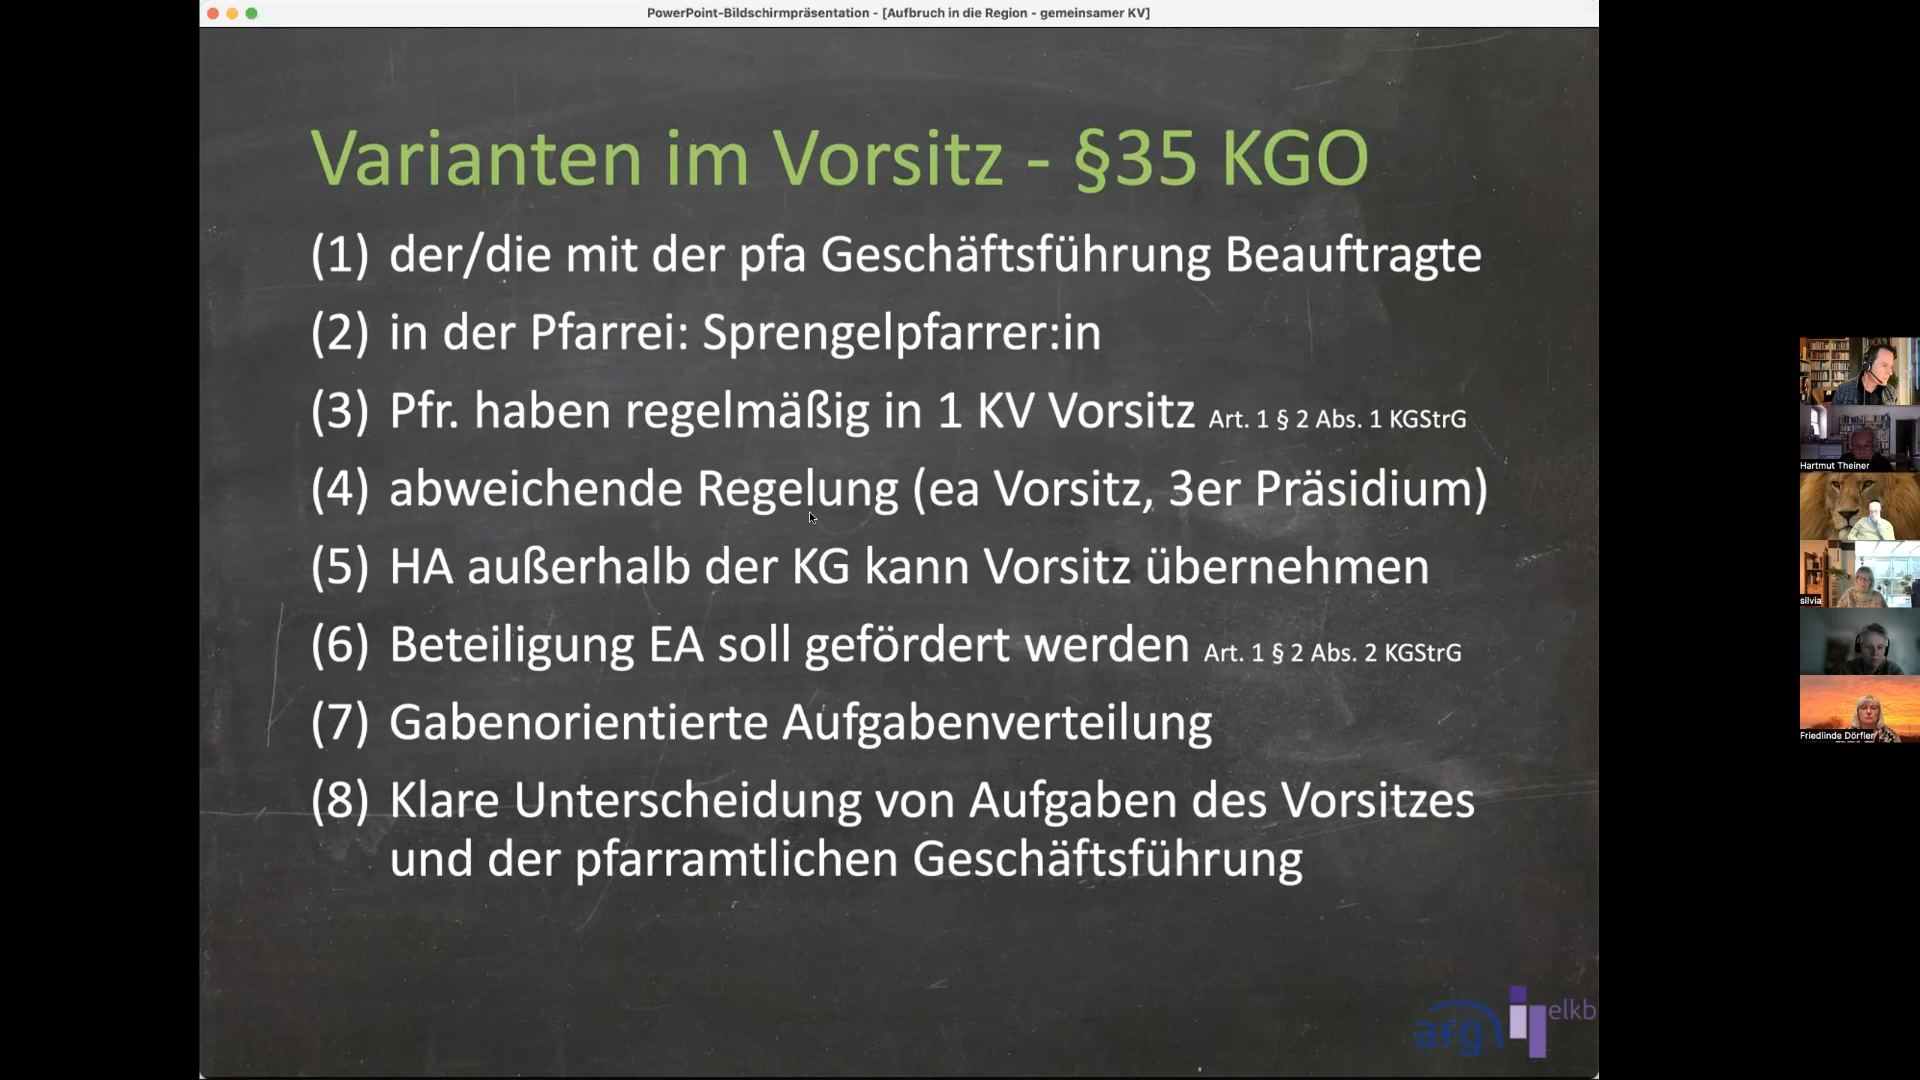 PowerPoint-Bildschirmpräsentation - [Aufbruch in die Region - gemeinsamer KV]
Varianten im Vorsitz - §35 KGO
(1) der/die mit der pfa Geschäftsführung Beauftragte
(2) in der Pfarrei: Sprengelpfarrer:in
(3) Pfr. haben regelmäßig in 1 KV Vorsitz Art. 1 § 2 Abs. 1 KGStrG
(4) abweichende Regelung (ea Vorsitz, 3er Präsidium)
(5) HA außerhalb der KG kann Vorsitz übernehmen
(6) Beteiligung EA soll gefördert werden Art. 1 § 2 Abs. 2 KGStrG
(7) Gabenorientierte Aufgabenverteilung
(8) Klare Unterscheidung von Aufgaben des Vorsitzes
und der pfarramtlichen Geschäftsführung
afg elkb
Hartmut Theiner
silvia
Friedlinde Dörfler